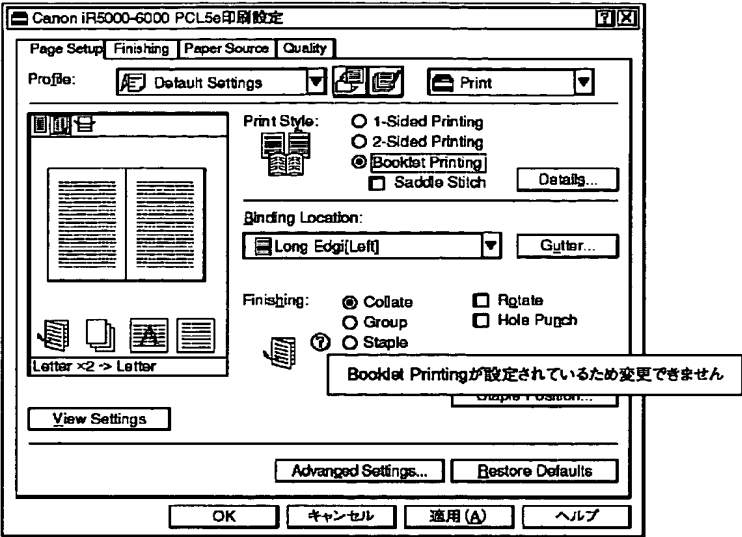 Canon iR5000-6000 PCL5e印刷設定
Page Setup Finishing Paper Source Quality
Profile: Default Settings Print
Print Style: 1-Sided Printing
2-Sided Printing
Booklet Printing
Saddle Stitch Details...
Binding Location:
Long Edgi[Left] Gutter...
Finishing: Collate Rotate
Group Hole Punch
Staple
A
Letter ×2 -> Letter
Booklet Printingが設定されているため変更できません
Staple Position...
View Settings
Advanged Settings... Restore Defaults
OK キャンセル 適用(A) ヘルプ